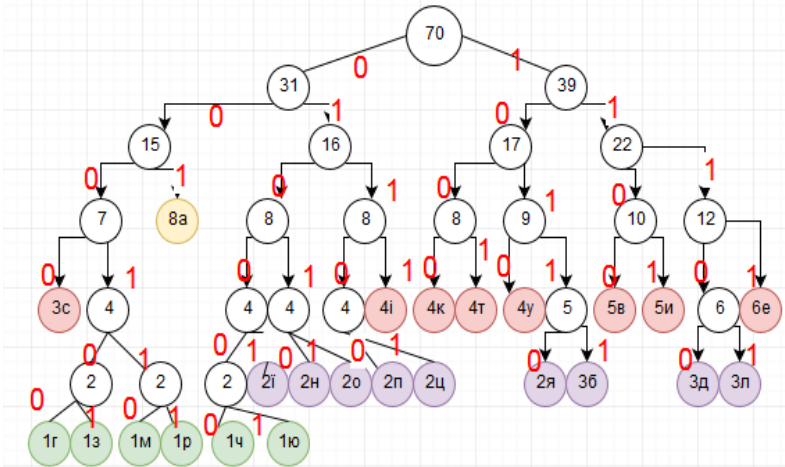 70
0 1
31 39
0 1 0 1
15 16 17 22
0 1 0 1 0 1 0 1
7 8а 8 8 8 9 10 12
0 1 0 1 0 1 0 1 0 1 0 1 0 1
3с 4 4 4 4 4і 4к 4т 4у 5 5в 5и 6 6е
0 1 0 1 0 1 0 1 0 1 0 1
2 2 2 2ї 2н 2о 2п 2ц 2я 3б 3д 3л
0 1 0 1 0 1
1г 1з 1м 1р 1ч 1ю